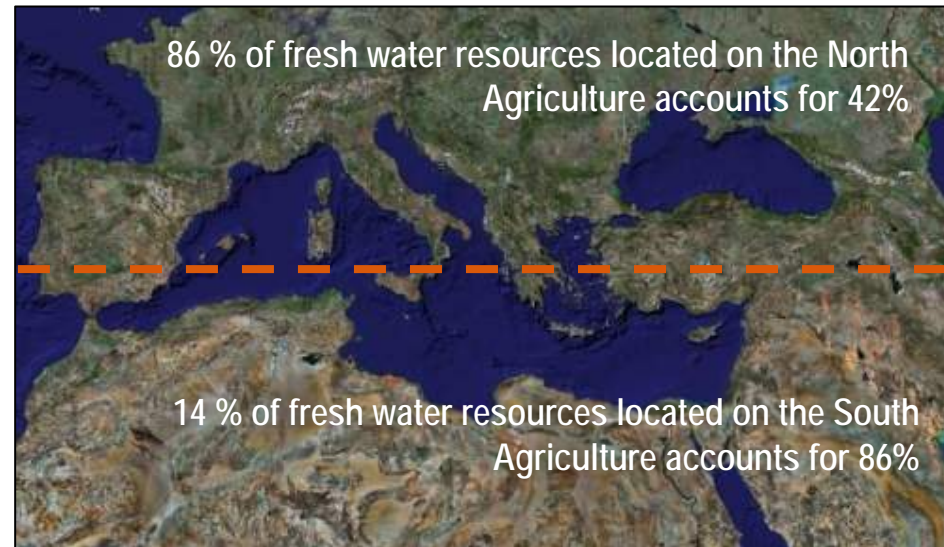 86 % of fresh water resources located on the North
Agriculture accounts for 42%
14 % of fresh water resources located on the South
Agriculture accounts for 86%